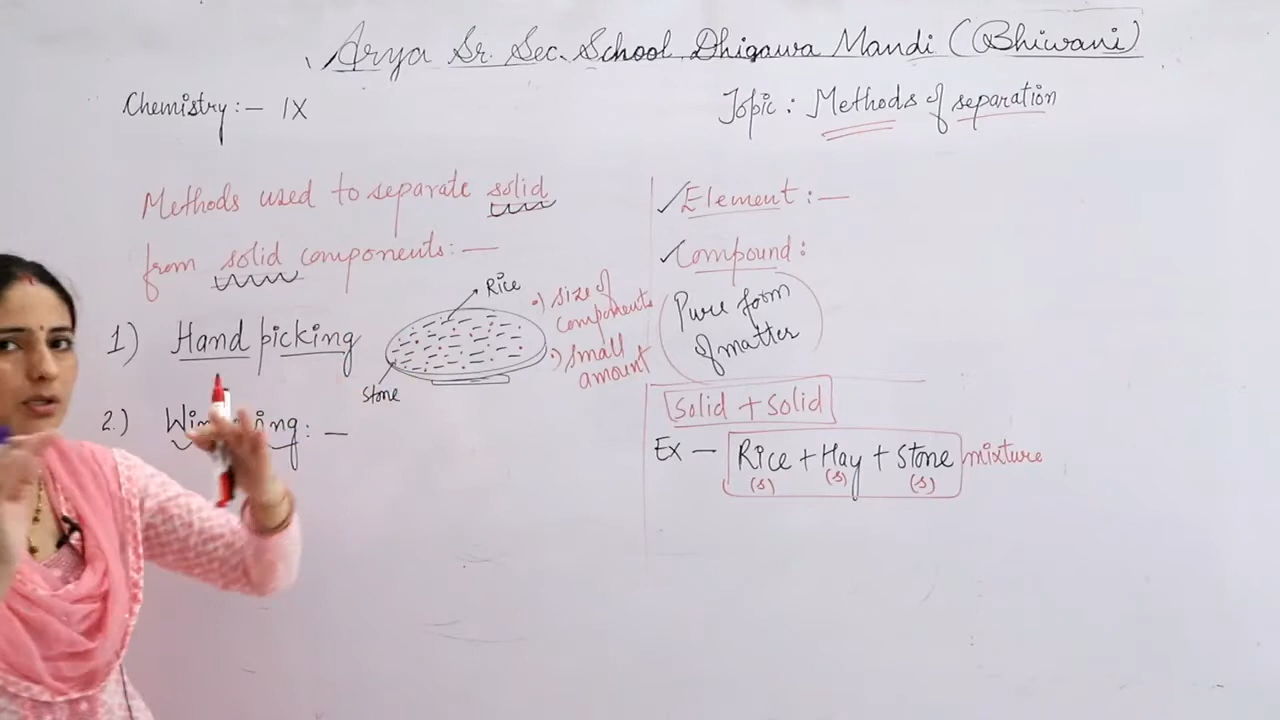 Arya Sr. Sec. School Dhigawa Mandi (Bhiwani)
Chemistry :- IX
Topic : Methods of separation
Methods used to separate solid
from solid components: -
1) Hand picking
Rice
Stone
•) Size of
components
•) Small
amount
2.)
: -
✓Element : -
✓Compound :
Pure form
of matter
Solid + Solid
Ex - Rice + Hay + Stone mixture
(s) (s) (s)